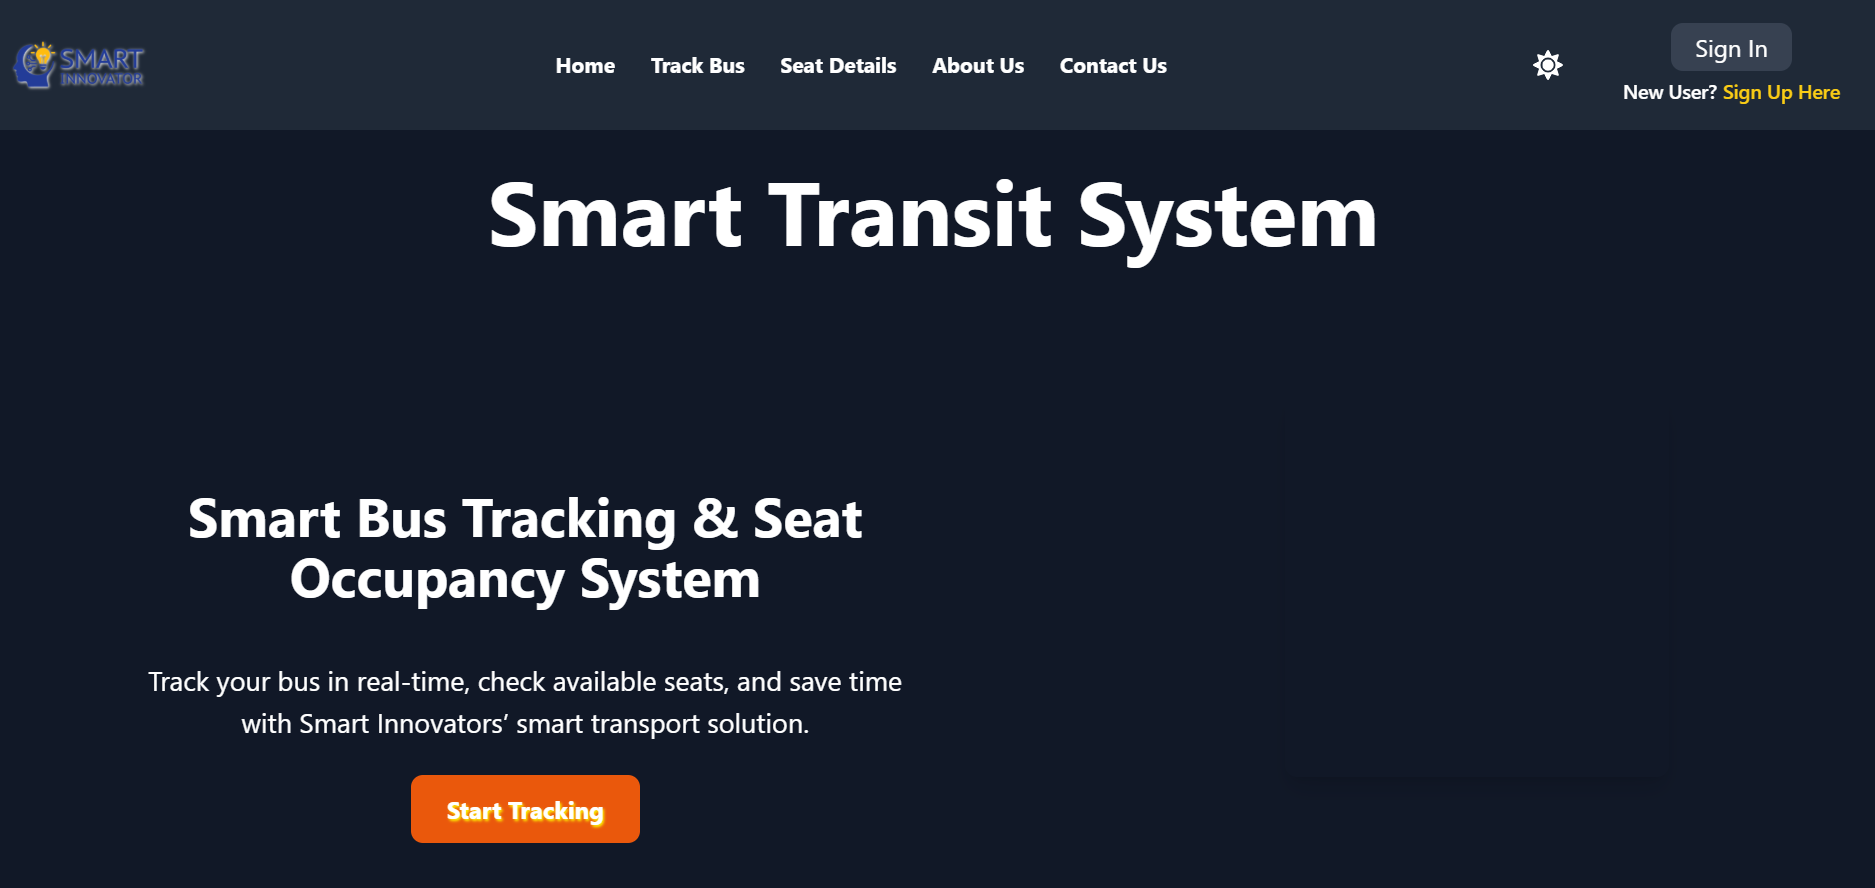 SMART
INNOVATOR
Home Track Bus Seat Details About Us Contact Us
Sign In
New User? Sign Up Here
Smart Transit System
Smart Bus Tracking & Seat
Occupancy System
Track your bus in real-time, check available seats, and save time
with Smart Innovators’ smart transport solution.
Start Tracking